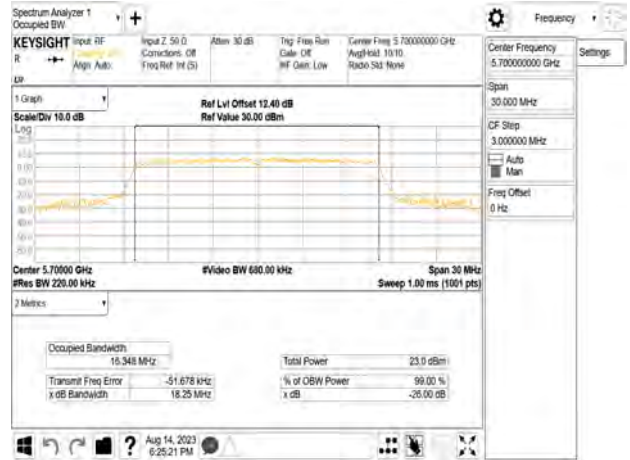 Spectrum Analyzer 1
Occupied BW
Frequency
KEYSIGHT
Input: RF
Input Z: 50 Ω
Atten: 30 dB
Trig: Free Run
Center Freq: 5.700000000 GHz
R
Corrections: Off
Gate: Off
Avg|Hold: 10/10
Align: Auto
Freq Ref: Int (S)
#IF Gain: Low
Radio Std: None
Center Frequency
5.700000000 GHz
Settings
Span
30.000 MHz
CF Step
3.000000 MHz
Auto
Man
Freq Offset
0 Hz
1 Graph
Scale/Div 10.0 dB
Ref Lvl Offset 12.40 dB
Ref Value 30.00 dBm
Log
Center 5.70000 GHz
#Video BW 680.00 kHz
Span 30 MHz
#Res BW 220.00 kHz
Sweep 1.00 ms (1001 pts)
2 Metrics
Occupied Bandwidth
16.348 MHz
Total Power
23.0 dBm
Transmit Freq Error
-51.678 kHz
% of OBW Power
99.00 %
x dB Bandwidth
18.25 MHz
x dB
-26.00 dB
?
Aug 14, 2023
6:25:21 PM